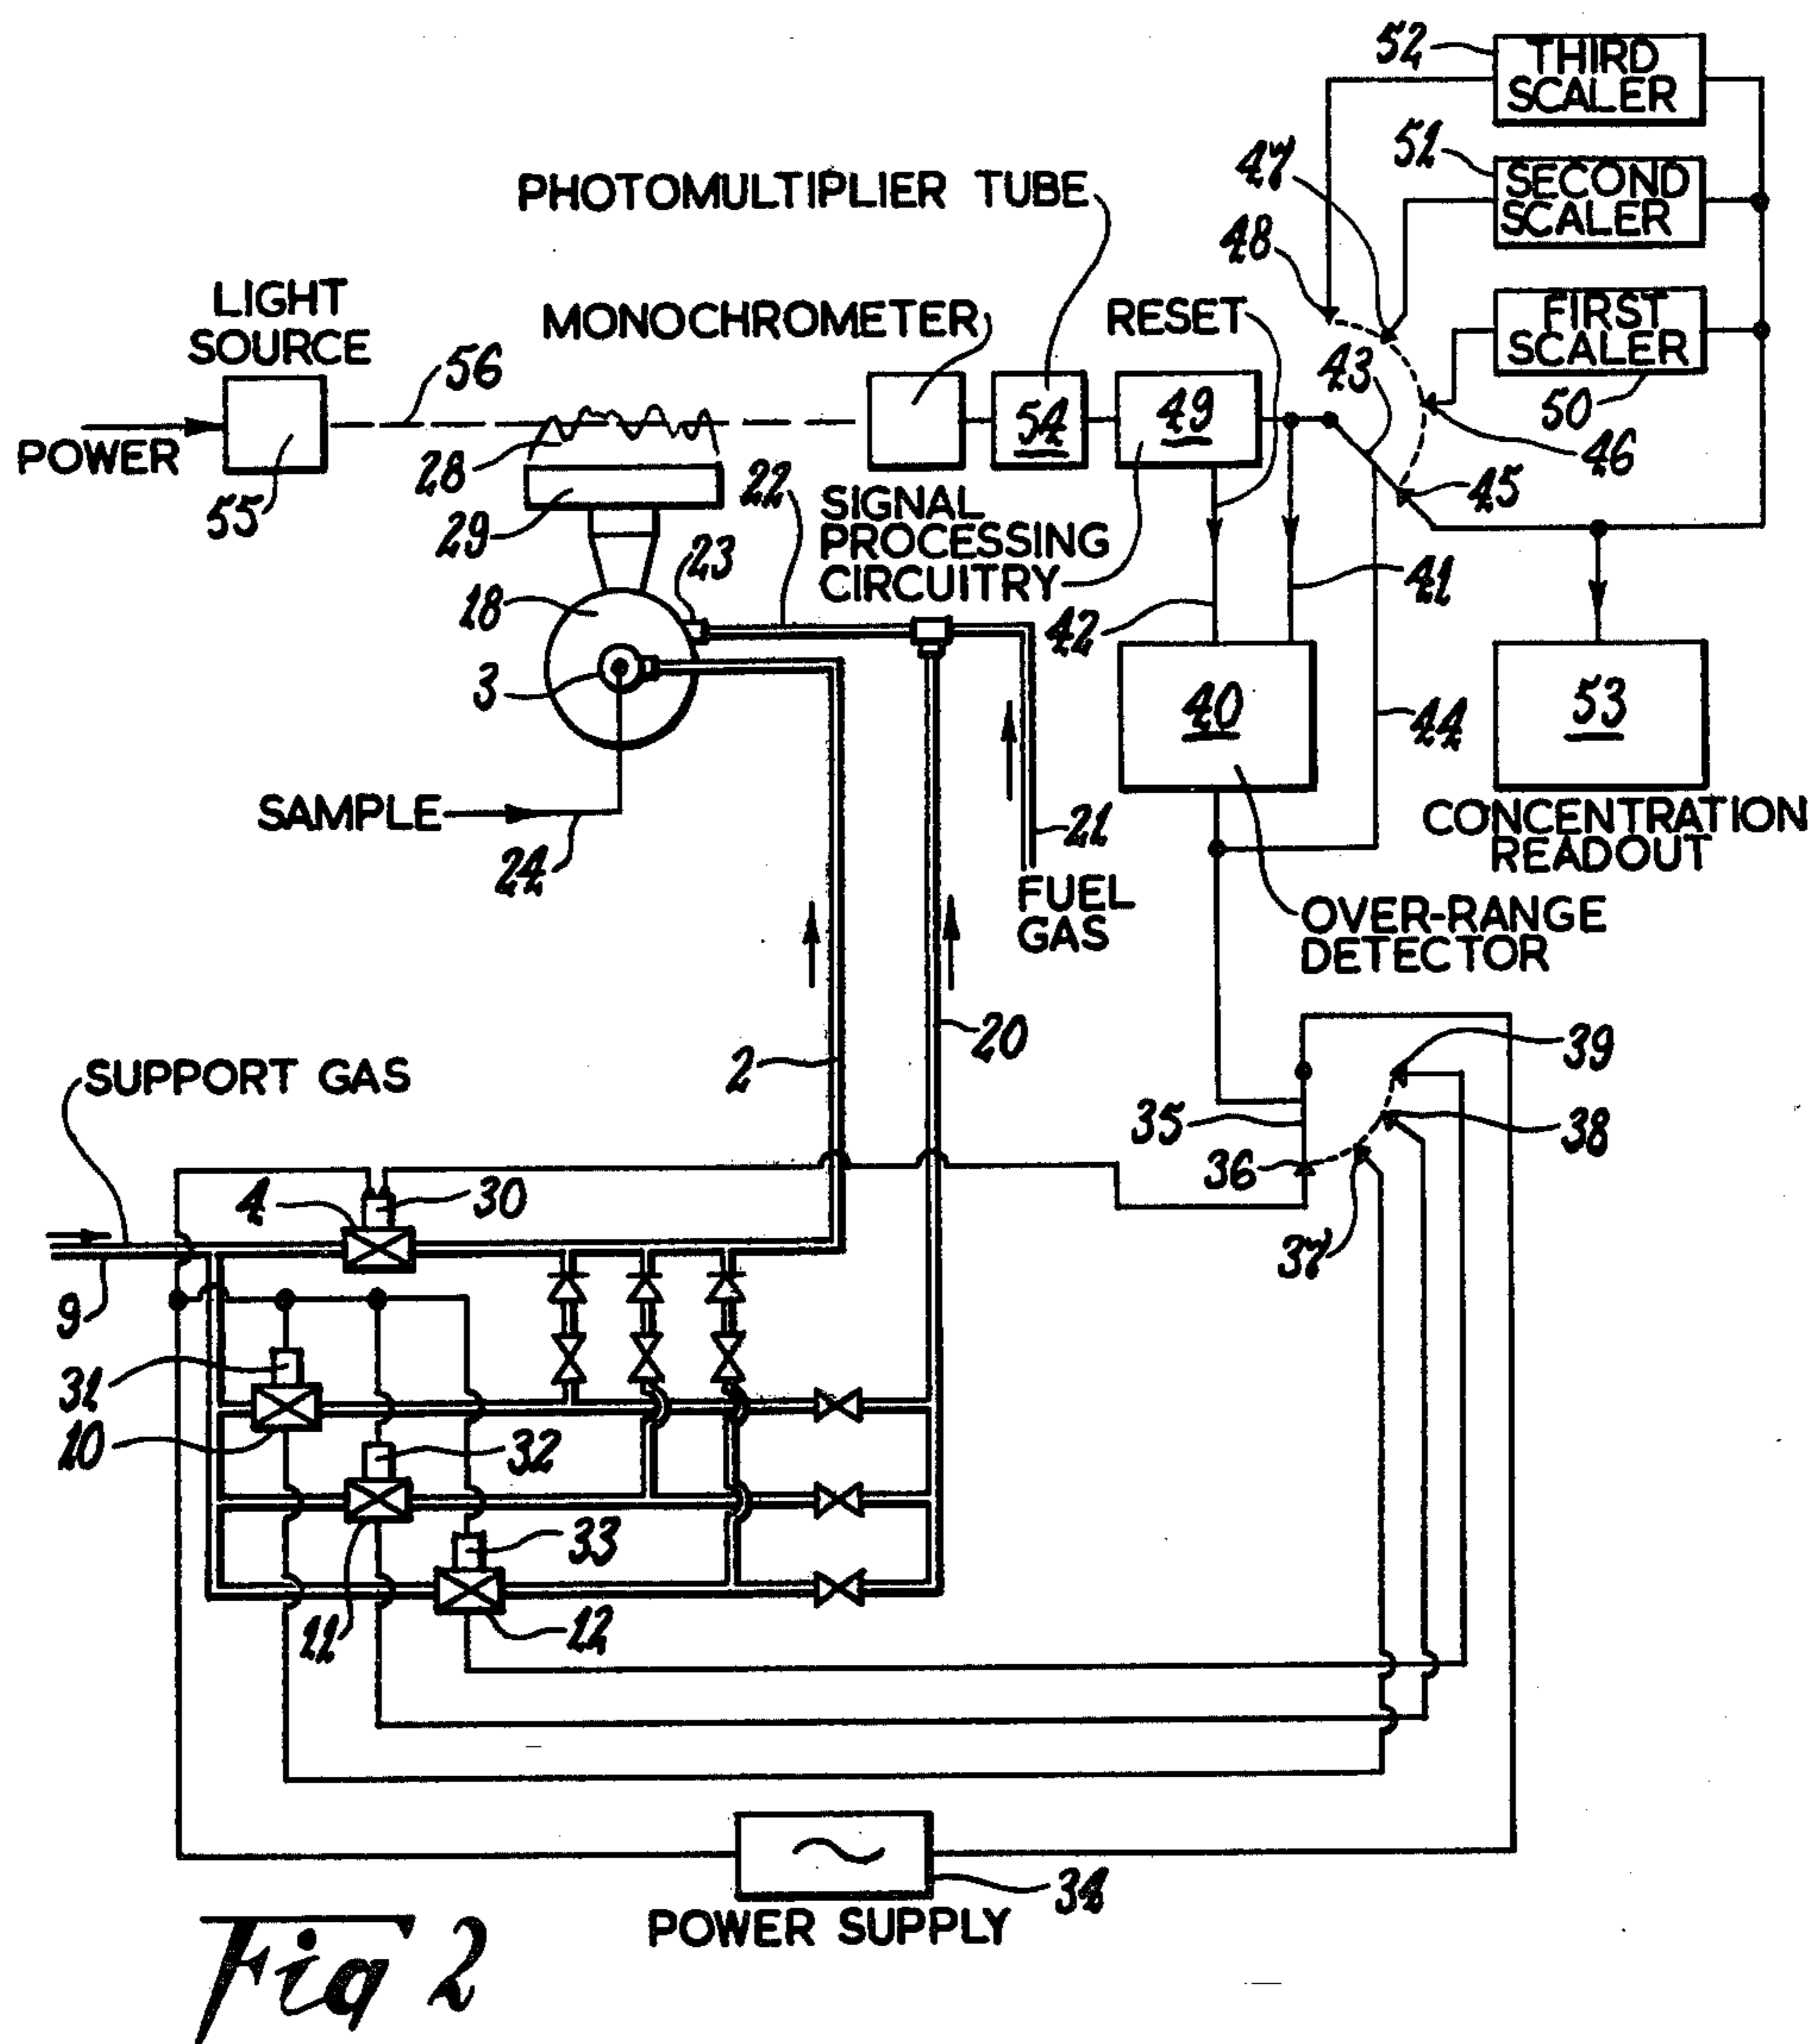 52
THIRD
SCALER
51
SECOND
SCALER
47
48
PHOTOMULTIPLIER TUBE
LIGHT
SOURCE
MONOCHROMETER
RESET
FIRST
SCALER
43
50
56
POWER
28
54
49
46
45
55
29
22
SIGNAL
PROCESSING
CIRCUITRY
23
18
42
41
3
40
44
53
SAMPLE
24
21
FUEL
GAS
CONCENTRATION
READOUT
OVER-RANGE
DETECTOR
2
20
SUPPORT GAS
39
35
38
36
37
4
30
9
31
10
32
33
11
12
34
POWER SUPPLY
Fig 2